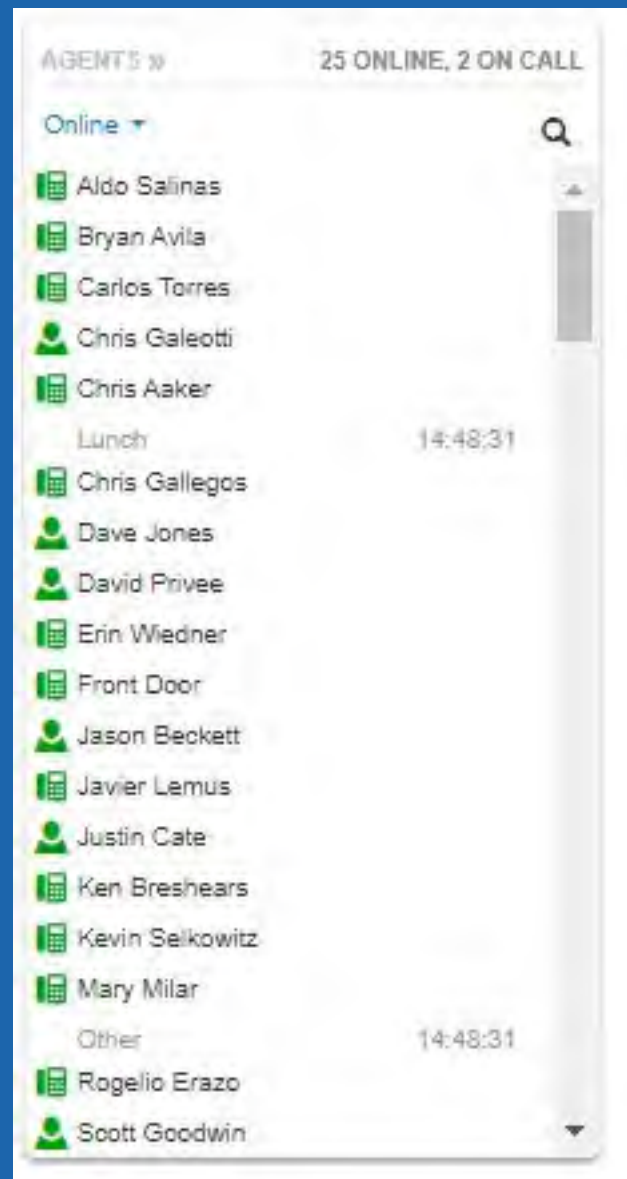 AGENTS »
25 ONLINE, 2 ON CALL
Online
Aldo Salinas
Bryan Avila
Carlos Torres
Chris Galeotti
Chris Aaker
Lunch 14:48:31
Chris Gallegos
Dave Jones
David Privee
Erin Wiedner
Front Door
Jason Beckett
Javier Lemus
Justin Cate
Ken Breshears
Kevin Selkowitz
Mary Milar
Other 14:48:31
Rogelio Erazo
Scott Goodwin